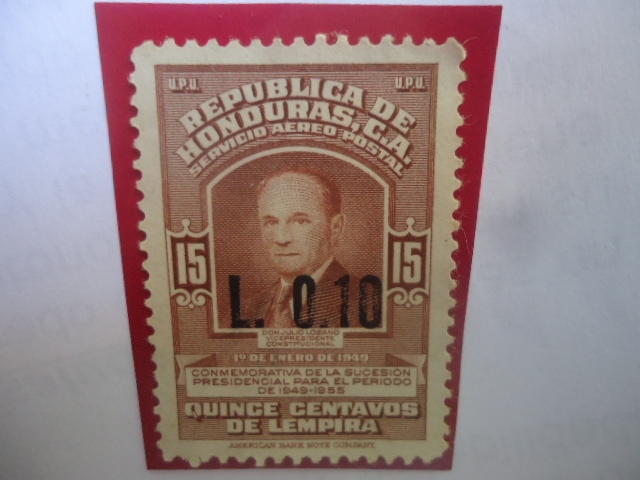 U.P.U. U.P.U.
REPUBLICA DE
HONDURAS, C.A.
SERVICIO AEREO POSTAL
15 15
L. 0.10
DON JULIO LOZANO
VICEPRESIDENTE
CONSTITUCIONAL
1º DE ENERO DE 1949
CONMEMORATIVA DE LA SUCESION
PRESIDENCIAL PARA EL PERIODO
DE 1949-1955
QUINCE CENTAVOS
DE LEMPIRA
AMERICAN BANK NOTE COMPANY